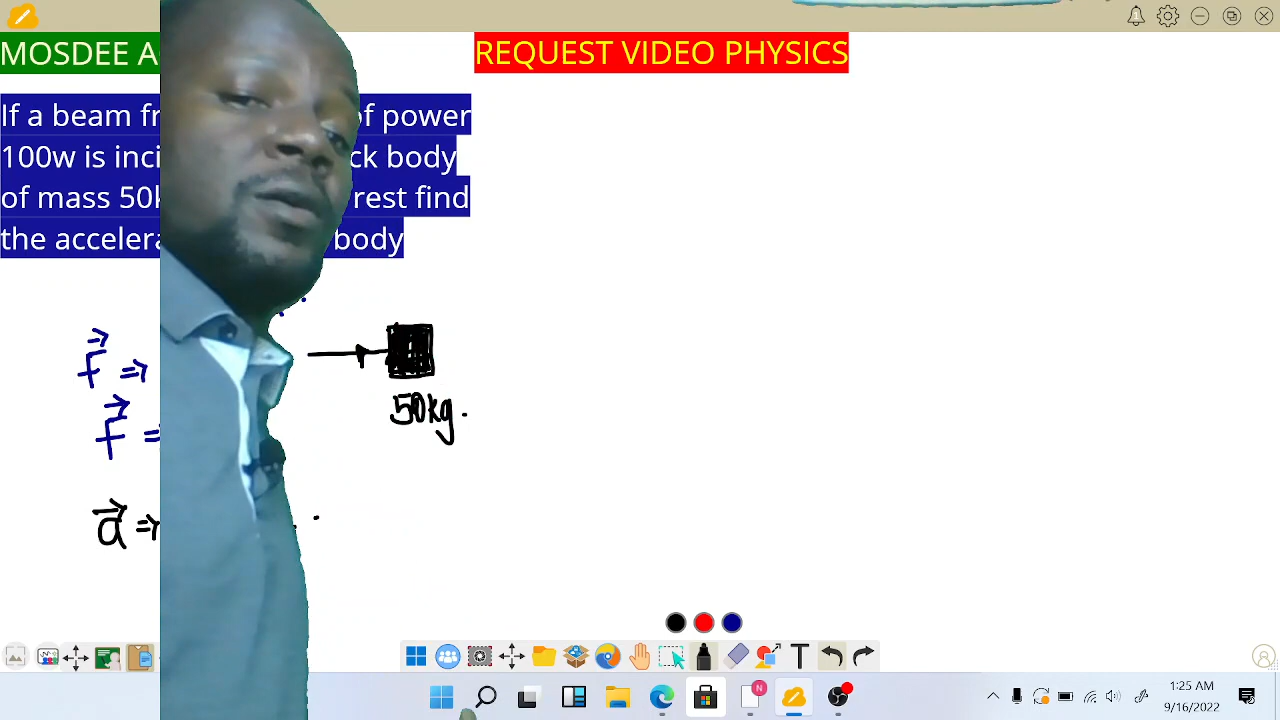 MOSDEE A
REQUEST VIDEO PHYSICS
If a beam fr of power
100w is inci ck body
of mass 50k rest find
the accelera body
F ⇒
F =
50kg.
a ⇒
T
N
1:25 AM
9/16/2022